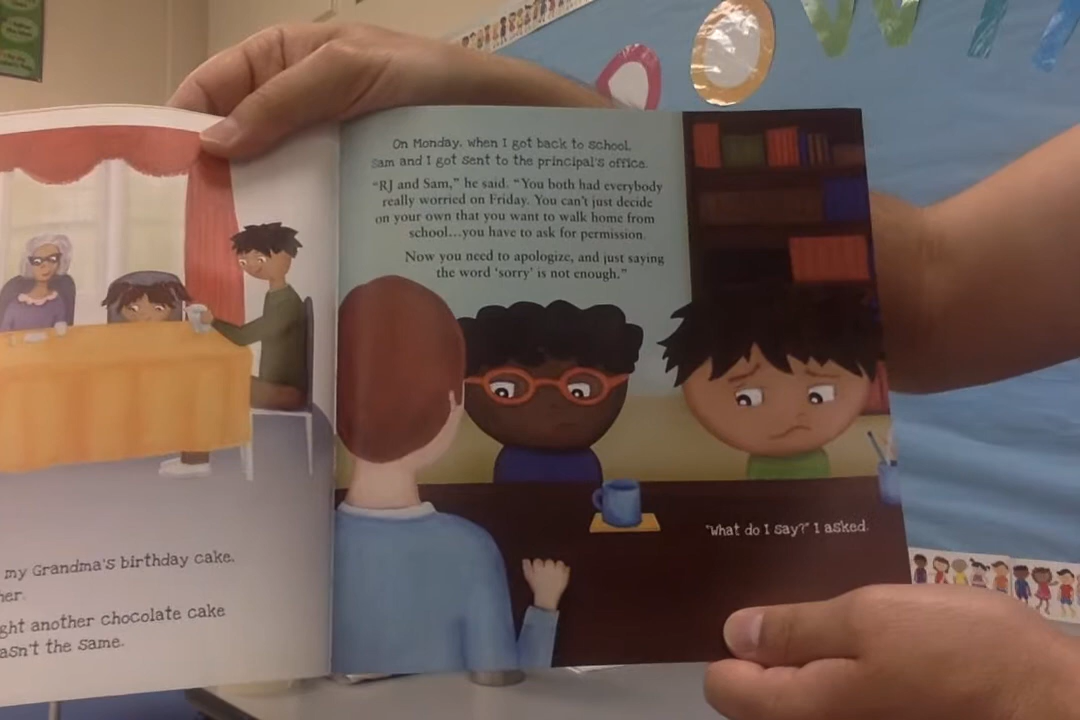 my Grandma's birthday cake.
ght another chocolate cake
asn't the same.
On Monday, when I got back to school,
Sam and I got sent to the principal's office.
"RJ and Sam," he said. "You both had everybody
really worried on Friday. You can't just decide
on your own that you want to walk home from
school...you have to ask for permission.
Now you need to apologize, and just saying
the word 'sorry' is not enough."
"What do I say?" I asked.